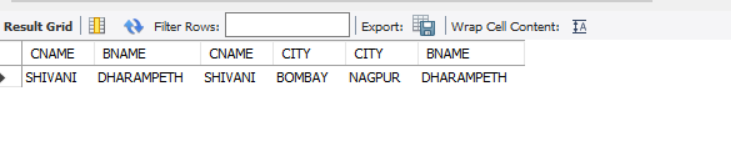 Result Grid Filter Rows: Export: Wrap Cell Content: IA
CNAME BNAME CNAME CITY CITY BNAME
SHIVANI DHARAMPETH SHIVANI BOMBAY NAGPUR DHARAMPETH